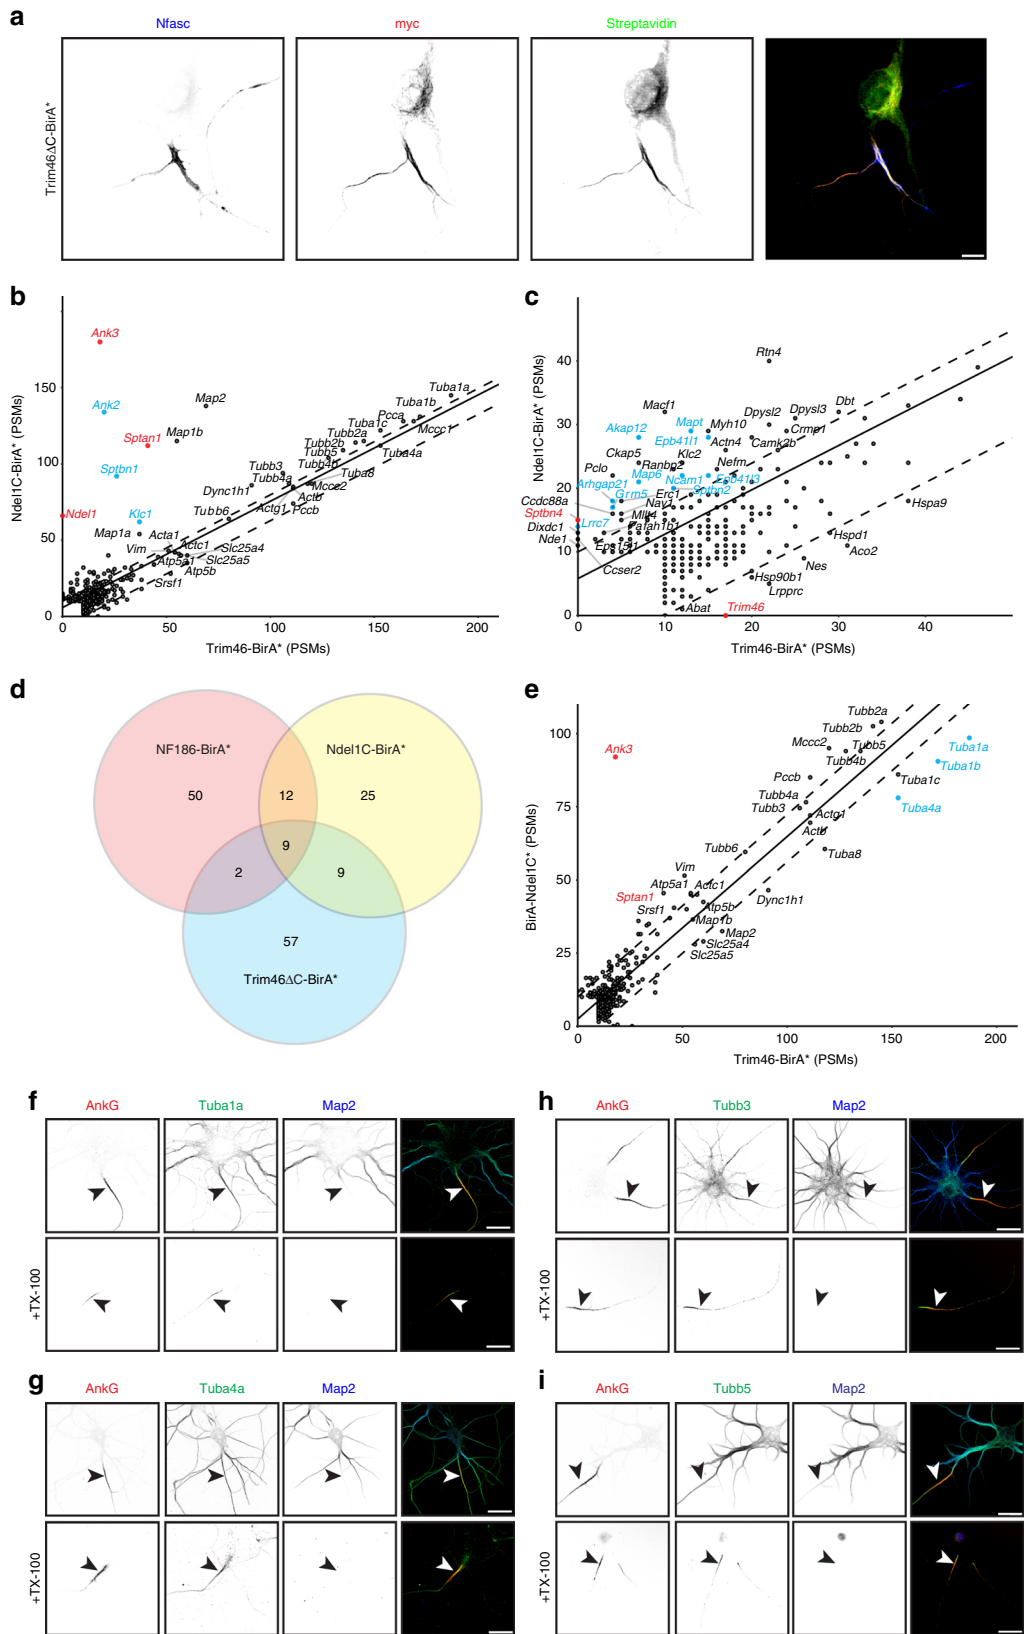 a
Nfasc
myc
Streptavidin
Trim46ΔC-BirA*
b
Ndel1C-BirA* (PSMs)
150
100
50
0
Ank3
Ank2
Map2
Map1b
Sptan1
Sptbn1
Ndel1
Klc1
Map1a
Tuba1a
Tuba1b
Pcca
Tuba1c
Mccc1
Tuba2a
Tubb2b
Tubb5
Tuba4a
Tubb4b
Tubb3
Tubb4a
Tuba8
Mccc2
Dync1h1
Actb
Actg1
Pccb
Tubb6
Acta1
Vim
Actc1
Slc25a4
Atp5a1
Slc25a5
Atp5b
Srsf1
0
50
100
150
200
Trim46-BirA* (PSMs)
c
Ndel1C-BirA* (PSMs)
40
30
20
10
0
Rtn4
Macf1
Dpysl2
Dpysl3
Dbt
Mapt
Akap12
Myh10
Crmp1
Epb41l1
Actn4
Camk2b
Ckap5
Klc2
Pclo
Ranbp2
Nefm
Map6
Arhgap21
Ncam1
Epb41l3
Grm5
Erc1
Sptbn2
Ccdc88a
Nav1
Sptbn4
Mllt4
Hspa9
Dixdc1
Lrrc7
Pafah1b1
Nde1
Hspd1
Eps15l1
Aco2
Ccser2
Nes
Hsp90b1
Lrpprc
Abat
Trim46
0
10
20
30
40
Trim46-BirA* (PSMs)
d
NF186-BirA*
Ndel1C-BirA*
50
12
25
9
2
9
57
Trim46ΔC-BirA*
e
BirA-Ndel1C* (PSMs)
100
75
50
25
0
Tubb2a
Tubb2b
Mccc2
Tubb5
Ank3
Tuba1a
Tubb4b
Tuba1b
Pccb
Tuba1c
Tubb4a
Tubb3
Actg1
Tuba4a
Actb
Tubb6
Tuba8
Vim
Atp5a1
Actc1
Sptan1
Dync1h1
Srsf1
Atp5b
Map1b
Map2
Slc25a4
Slc25a5
0
50
100
150
200
Trim46-BirA* (PSMs)
f
AnkG
Tuba1a
Map2
+TX-100
h
AnkG
Tubb3
Map2
+TX-100
g
AnkG
Tuba4a
Map2
+TX-100
i
AnkG
Tubb5
Map2
+TX-100